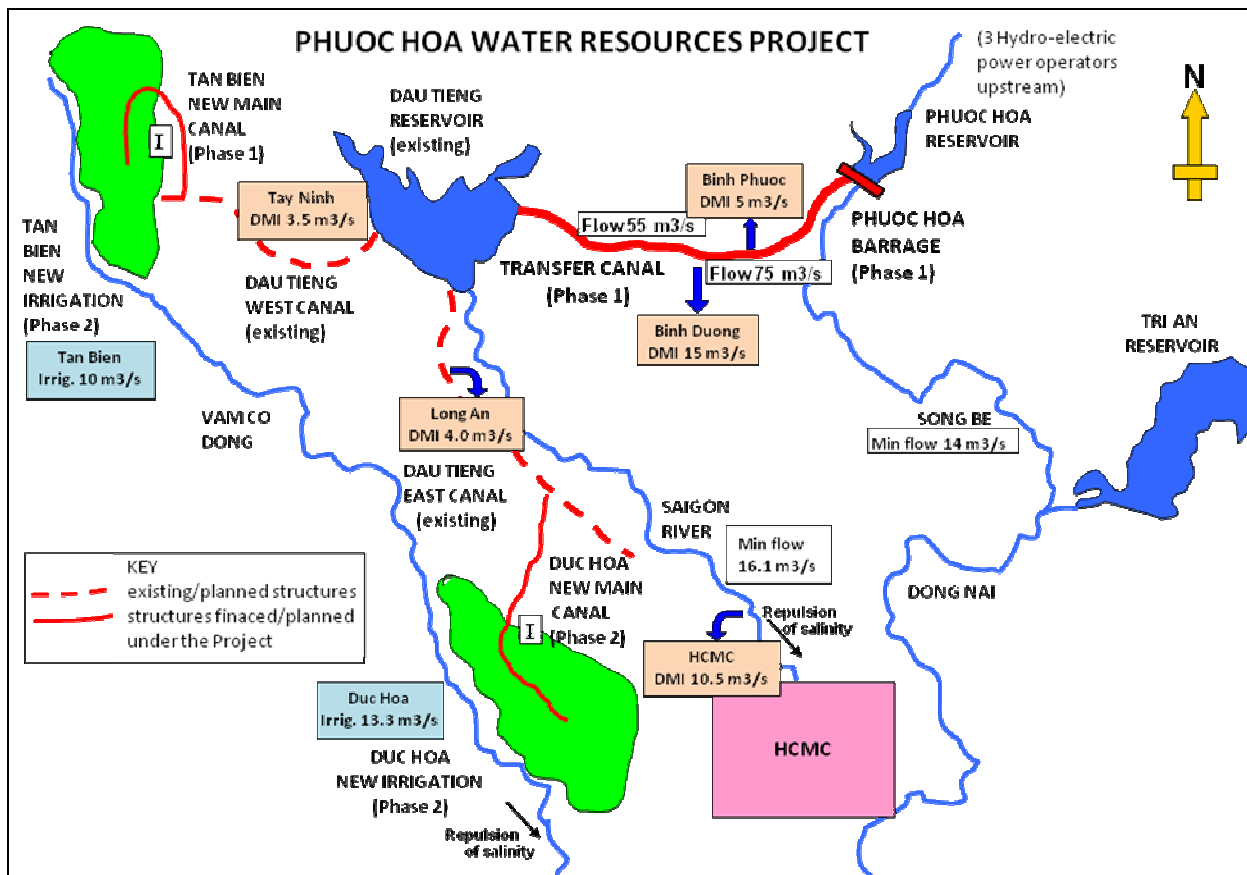 PHUOC HOA WATER RESOURCES PROJECT
(3 Hydro-electric
power operators
upstream)
N
TAN BIEN
NEW MAIN
CANAL
(Phase 1)
I
DAU TIENG
RESERVOIR
(existing)
PHUOC HOA
RESERVOIR
Tay Ninh
DMI 3.5 m3/s
Binh Phuoc
DMI 5 m3/s
Flow 55 m3/s
TAN
BIEN
NEW
IRRIGATION
(Phase 2)
DAU TIENG
WEST CANAL
(existing)
TRANSFER CANAL
(Phase 1)
Flow 75 m3/s
PHUOC HOA
BARRAGE
(Phase 1)
Binh Duong
DMI 15 m3/s
TRI AN
RESERVOIR
Tan Bien
Irrig. 10 m3/s
VAM CO
DONG
Long An
DMI 4.0 m3/s
SONG BE
Min flow 14 m3/s
DAU TIENG
EAST CANAL
(existing)
SAIGON
RIVER
Min flow
16.1 m3/s
KEY
existing/planned structures
structures finaced/planned
under the Project
DUC HOA
NEW MAIN
CANAL
(Phase 2)
I
DONG NAI
Repulsion
of salinity
HCMC
DMI 10.5 m3/s
Duc Hoa
Irrig. 13.3 m3/s
HCMC
DUC HOA
NEW IRRIGATION
(Phase 2)
Repulsion
of salinity